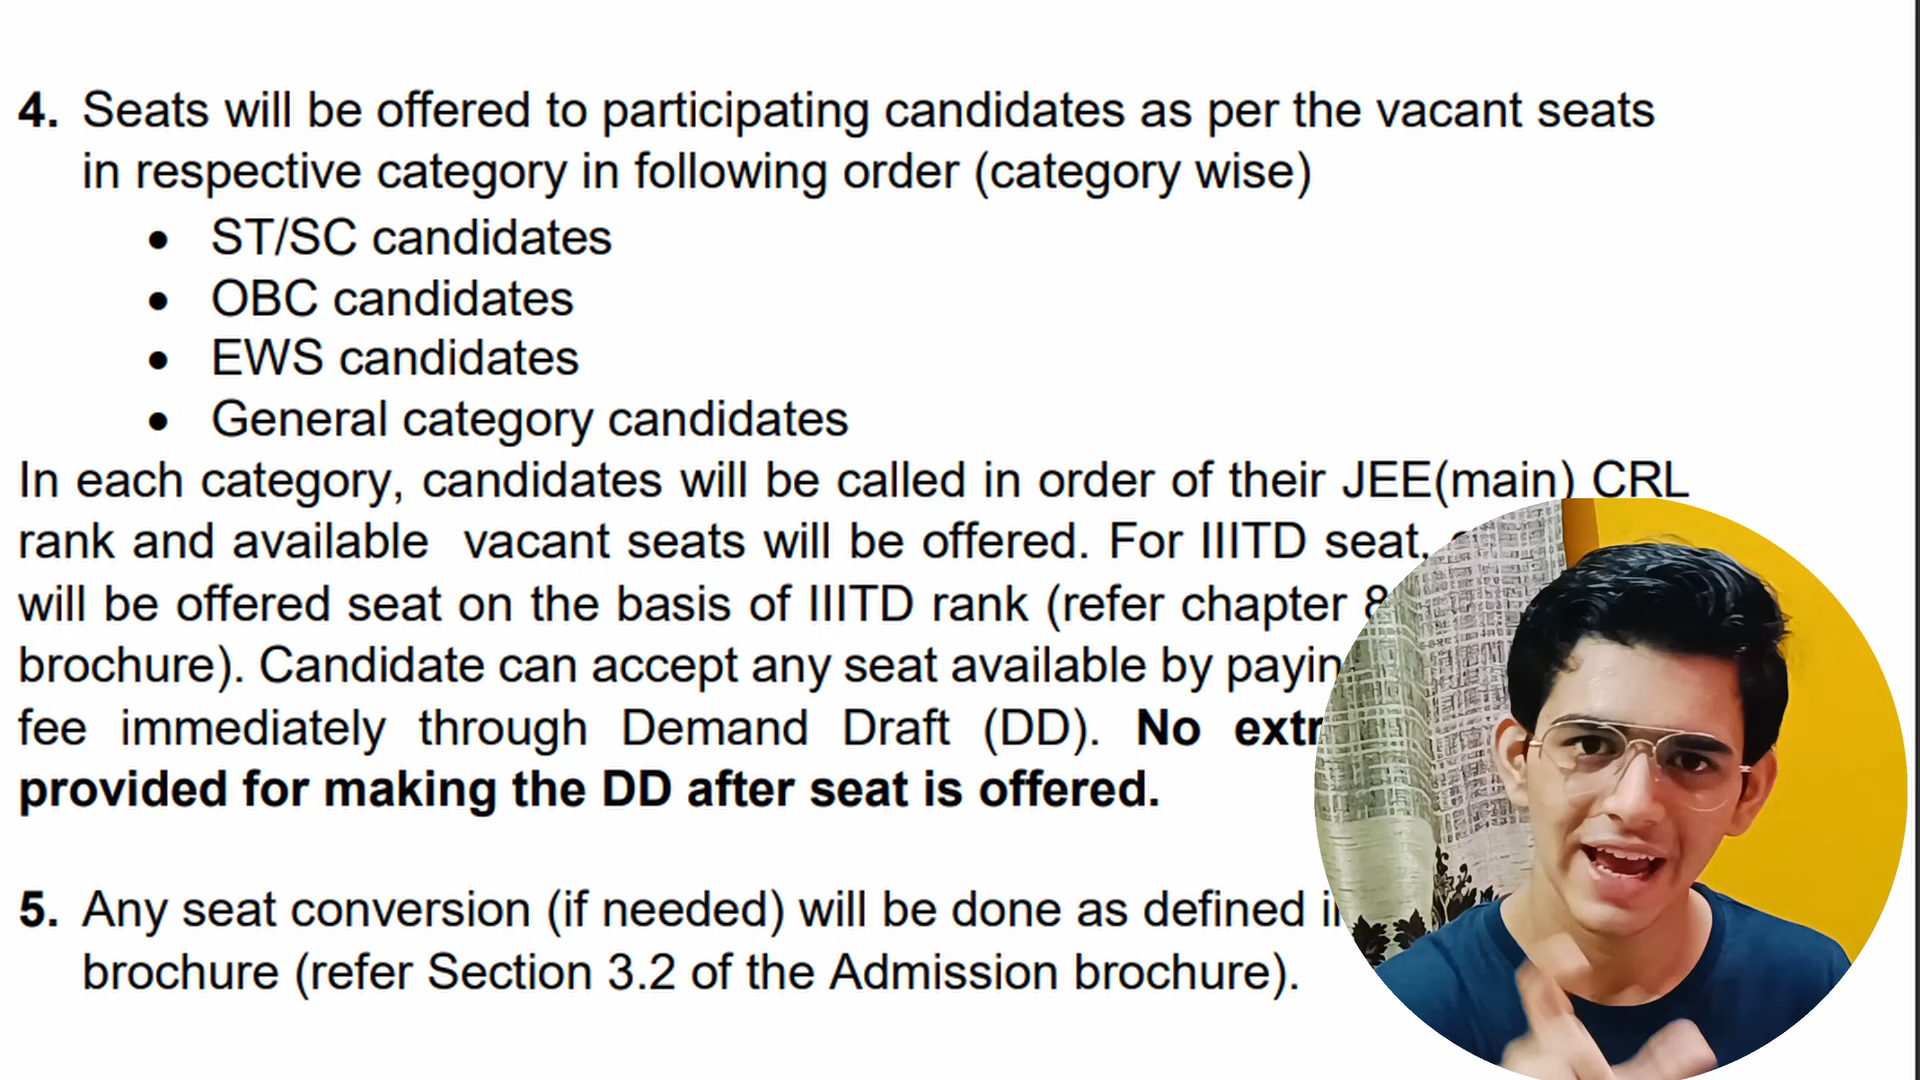 4. Seats will be offered to participating candidates as per the vacant seats
in respective category in following order (category wise)
• ST/SC candidates
• OBC candidates
• EWS candidates
• General category candidates
In each category, candidates will be called in order of their JEE(main) CRL
rank and available vacant seats will be offered. For IIITD seat,
will be offered seat on the basis of IIITD rank (refer chapter
brochure). Candidate can accept any seat available by
fee immediately through Demand Draft (DD). No
provided for making the DD after seat is offered.
5. Any seat conversion (if needed) will be done as defined
brochure (refer Section 3.2 of the Admission brochure).